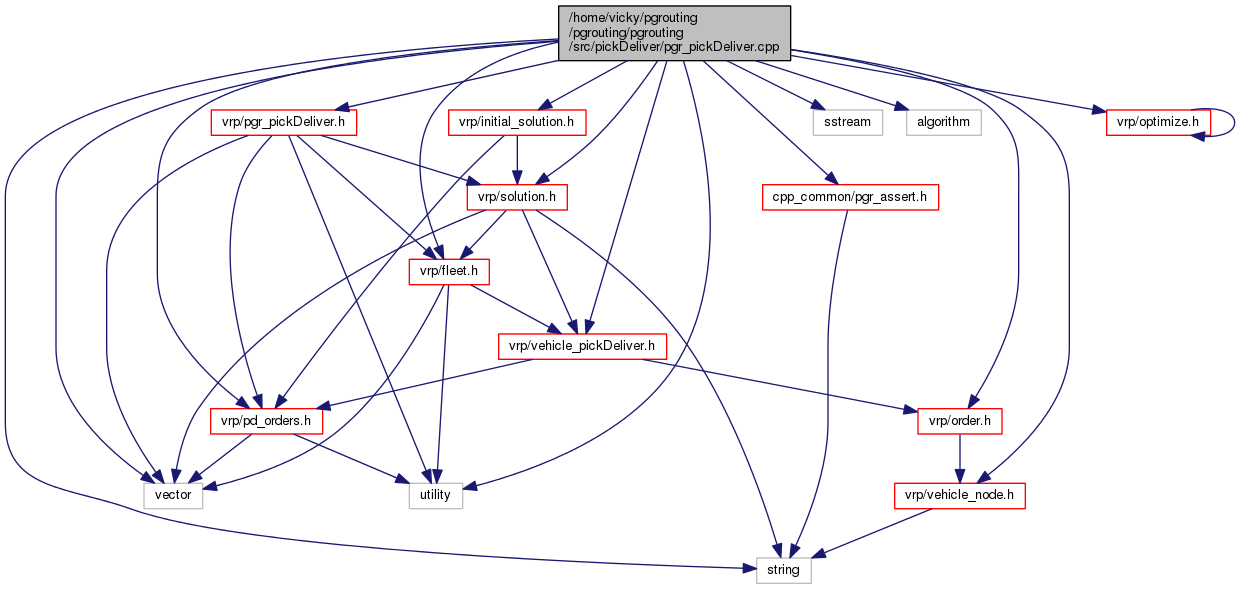 /home/vicky/pgrouting
/pgrouting/pgrouting
/src/pickDeliver/pgr_pickDeliver.cpp
vrp/pgr_pickDeliver.h
vrp/initial_solution.h
sstream
algorithm
vrp/optimize.h
vrp/solution.h
cpp_common/pgr_assert.h
vrp/fleet.h
vrp/vehicle_pickDeliver.h
vrp/pd_orders.h
vrp/order.h
vector
utility
vrp/vehicle_node.h
string